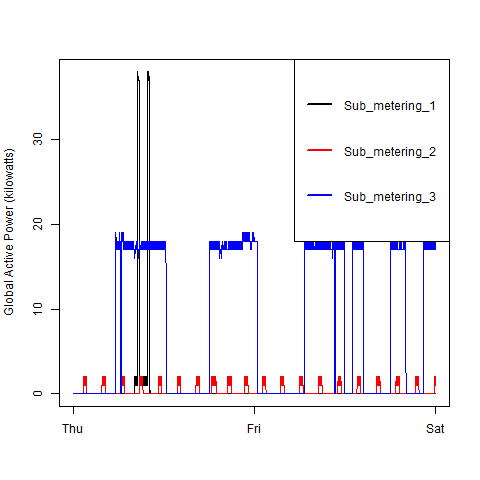 Sub_metering_1
Sub_metering_2
Sub_metering_3
Global Active Power (kilowatts)
30
20
10
0
Thu Fri Sat